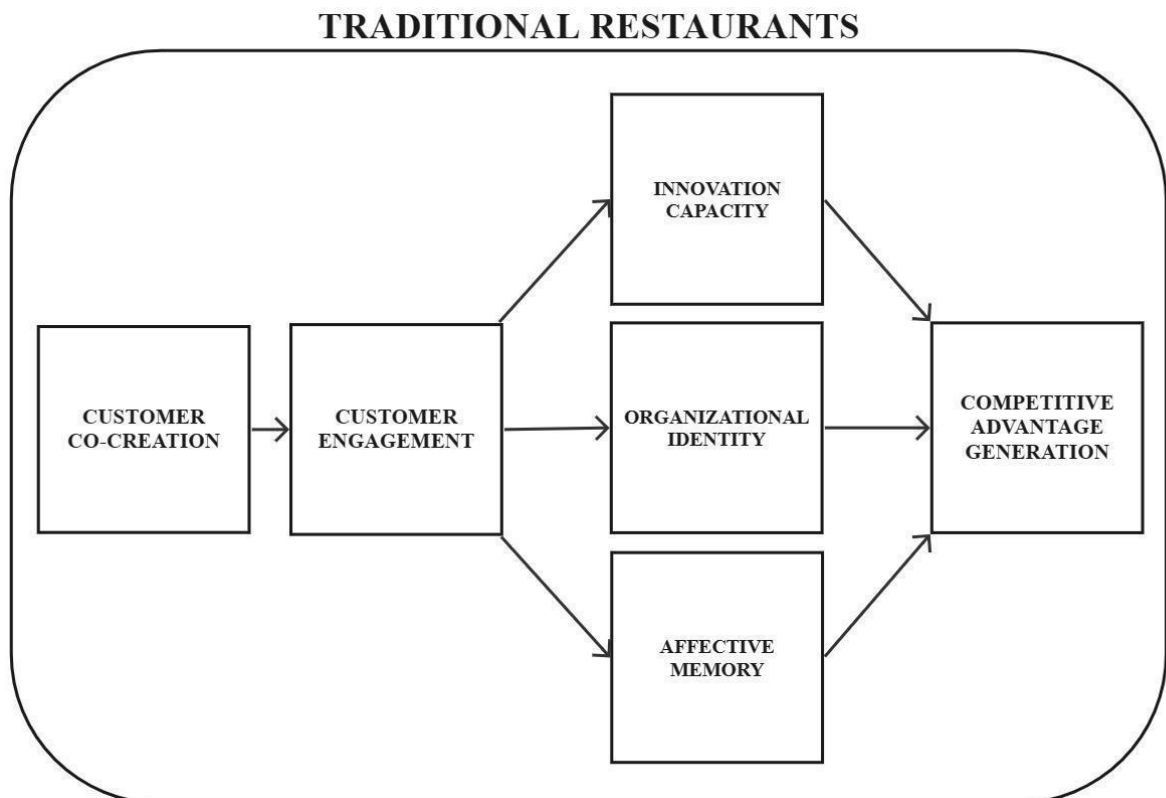 TRADITIONAL RESTAURANTS
CUSTOMER
CO-CREATION
CUSTOMER
ENGAGEMENT
INNOVATION
CAPACITY
ORGANIZATIONAL
IDENTITY
AFFECTIVE
MEMORY
COMPETITIVE
ADVANTAGE
GENERATION